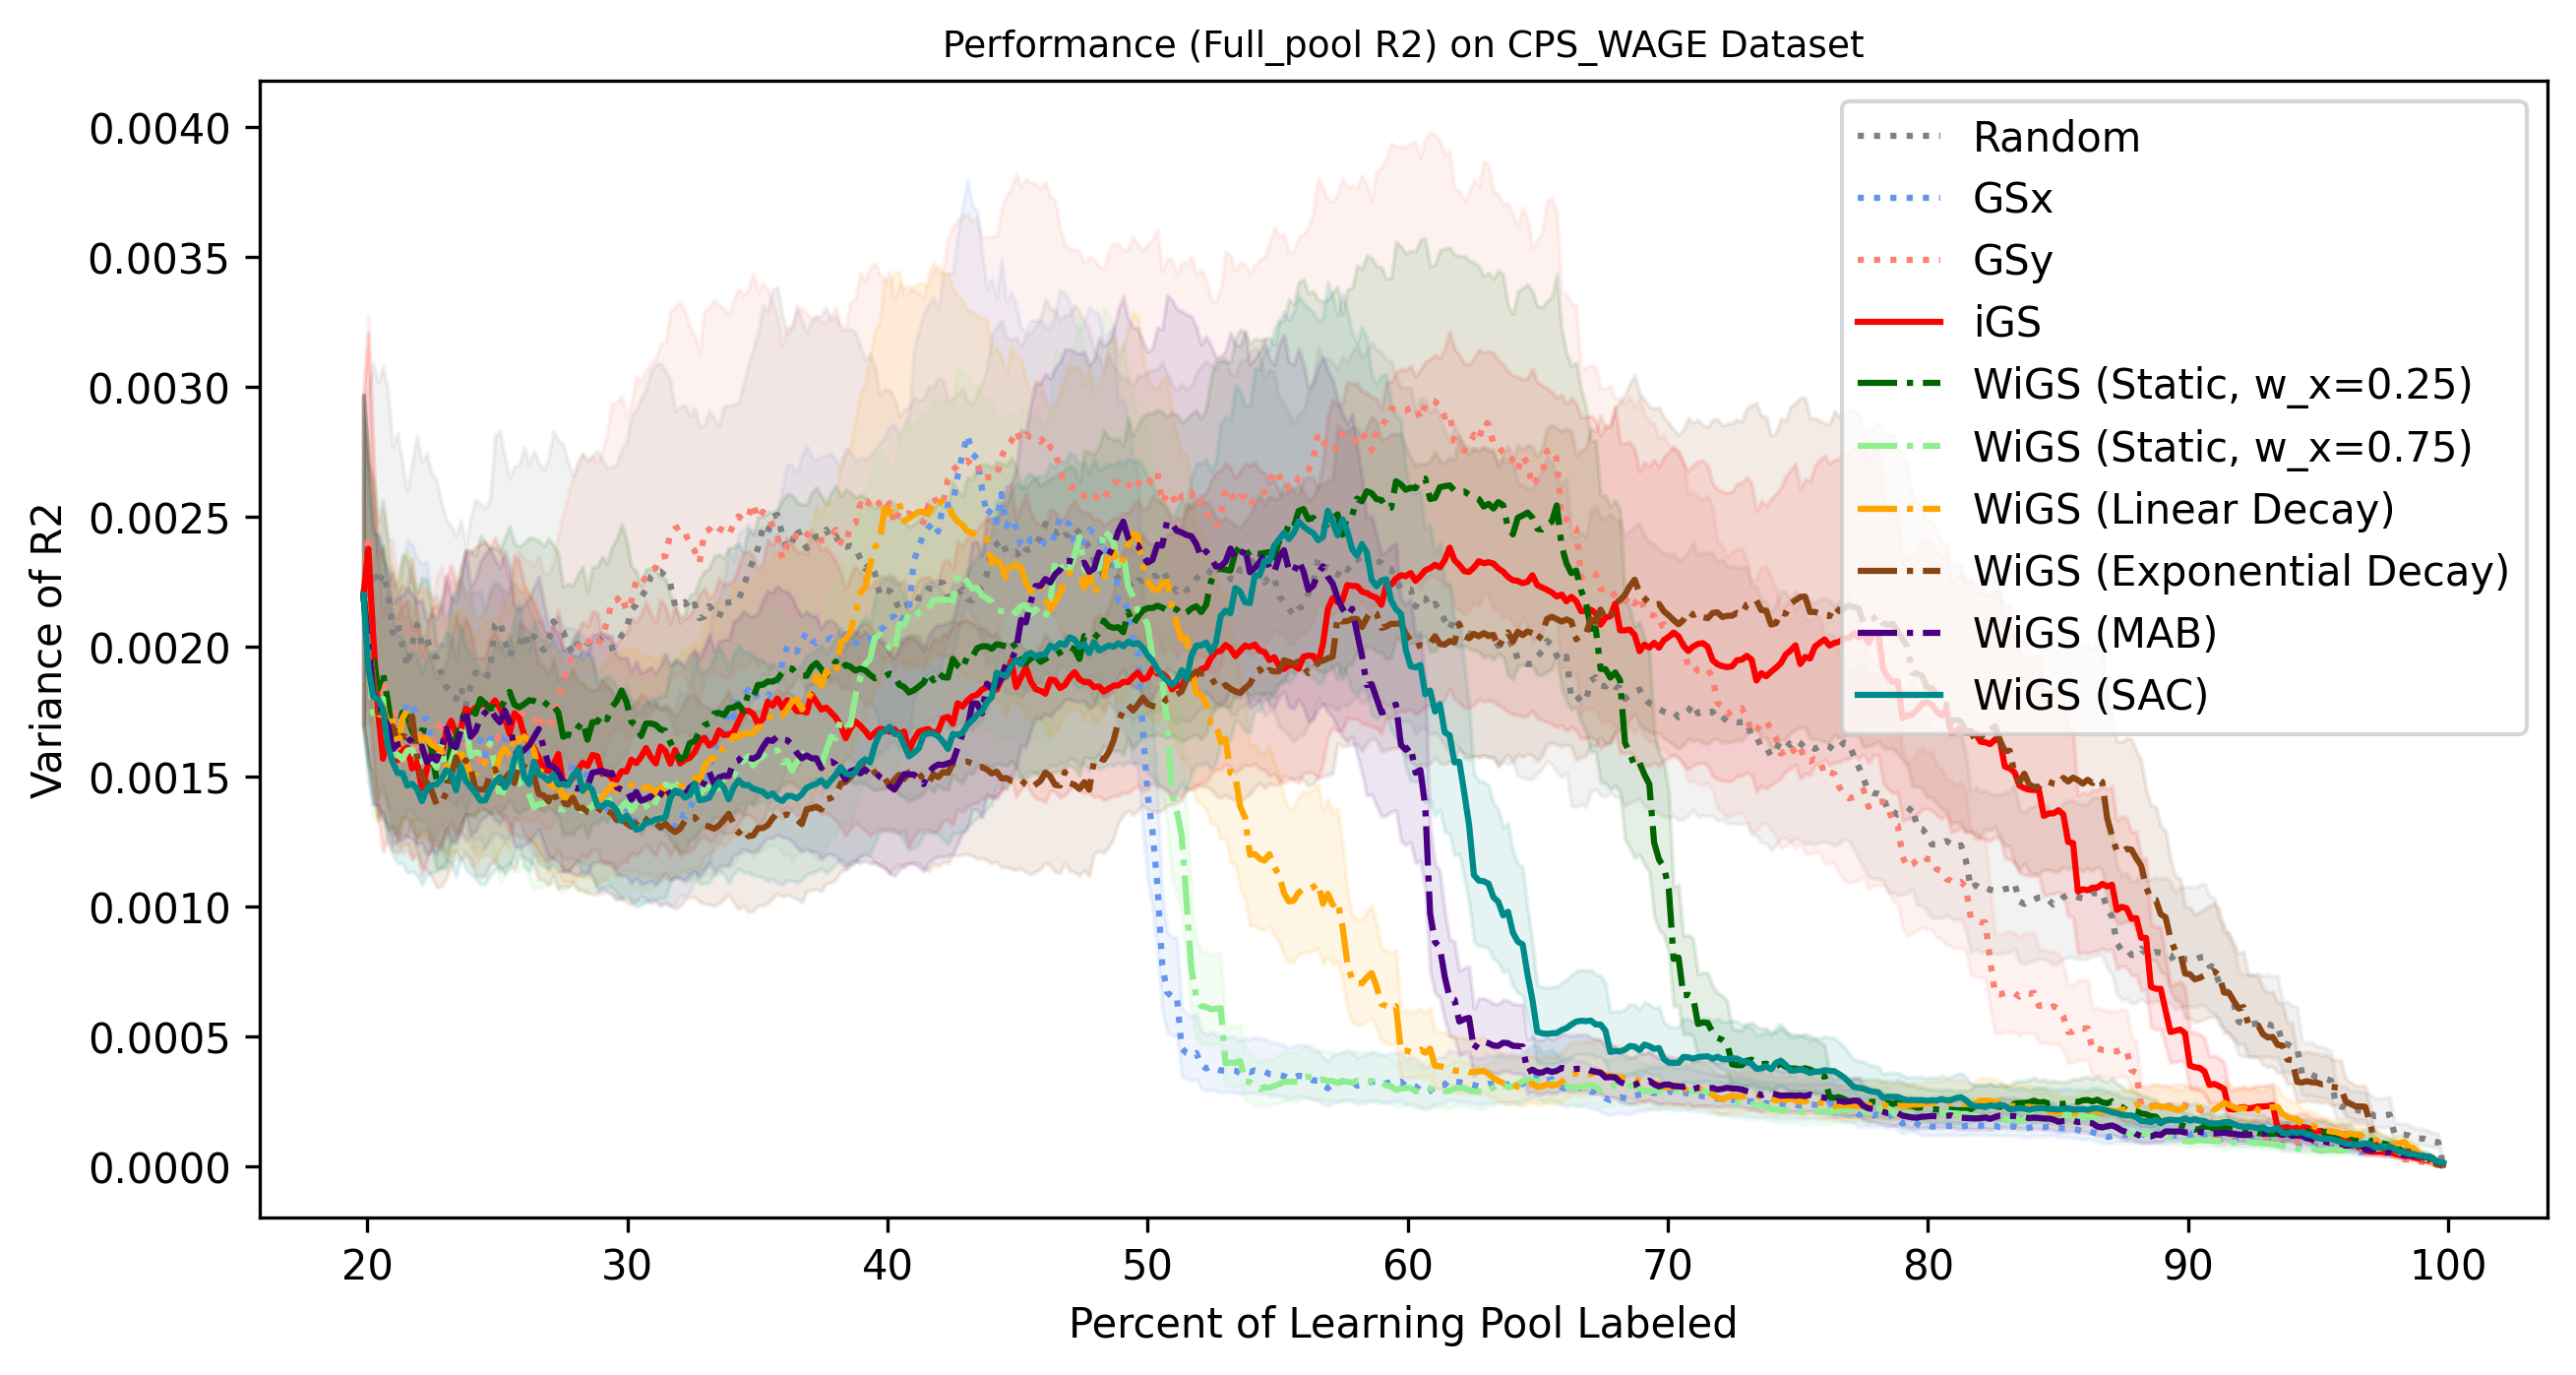 Performance (Full_pool R2) on CPS_WAGE Dataset
Variance of R2
0.0040
0.0035
0.0030
0.0025
0.0020
0.0015
0.0010
0.0005
0.0000
Random
GSx
GSy
iGS
WiGS (Static, w_x=0.25)
WiGS (Static, w_x=0.75)
WiGS (Linear Decay)
WiGS (Exponential Decay)
WiGS (MAB)
WiGS (SAC)
20 30 40 50 60 70 80 90 100
Percent of Learning Pool Labeled